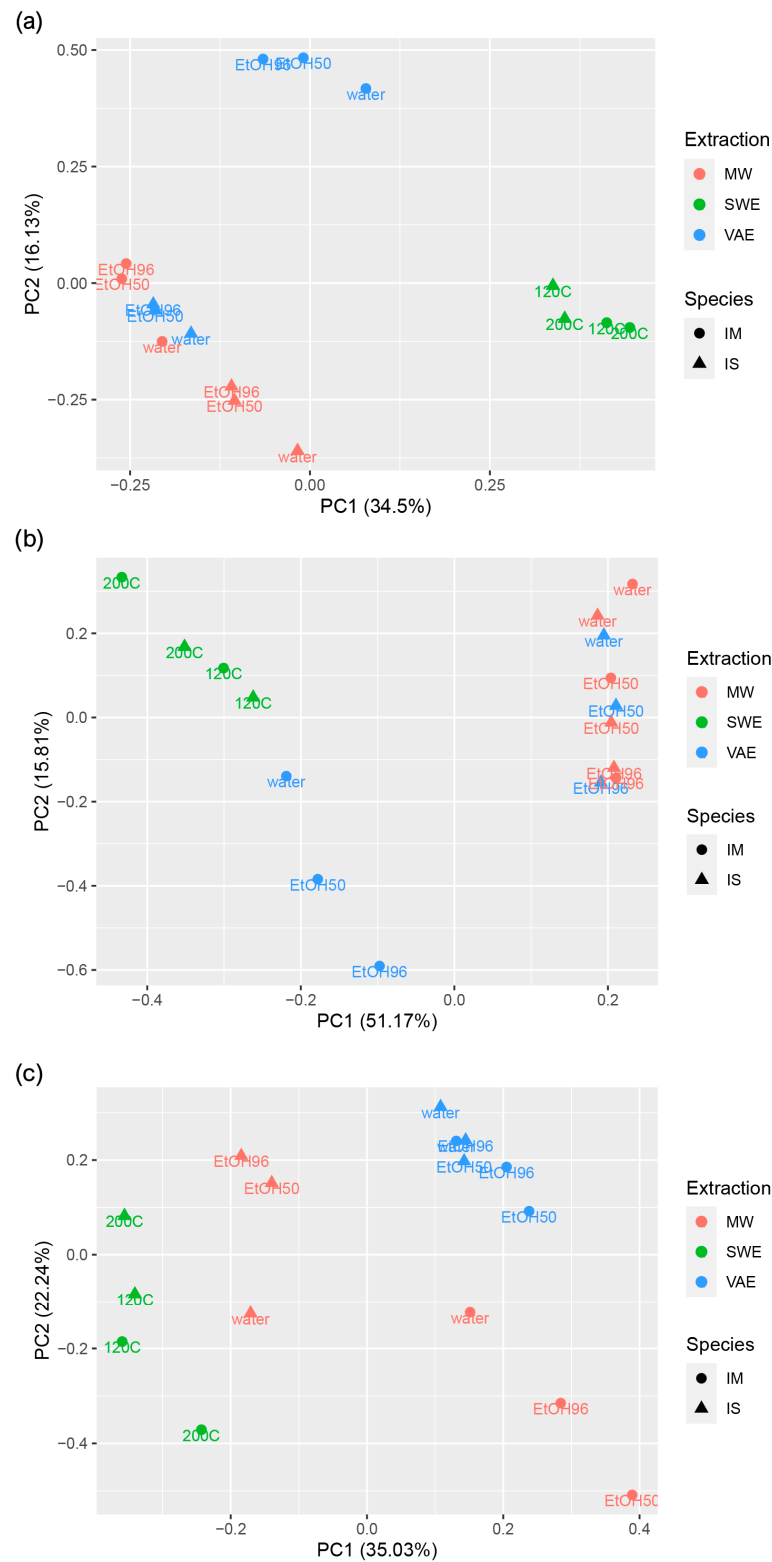 (a)
0.50
0.25
0.00
−0.25
PC2 (16.13%)
EtOH96
EtOH50
water
EtOH96
EtOH50
EtOH96
EtOH50
water
water
EtOH96
EtOH50
water
120C
200C
120C
200C
−0.25
0.00
0.25
PC1 (34.5%)
Extraction
MW
SWE
VAE
Species
IM
IS
(b)
0.2
0.0
−0.2
−0.4
−0.6
PC2 (15.81%)
200C
200C
120C
120C
water
EtOH50
EtOH96
water
water
water
EtOH50
EtOH50
EtOH50
EtOH96
EtOH96
EtOH96
−0.4
−0.2
0.0
0.2
PC1 (51.17%)
Extraction
MW
SWE
VAE
Species
IM
IS
(c)
0.2
0.0
−0.2
−0.4
PC2 (22.24%)
water
water
EtOH96
EtOH50
EtOH96
EtOH50
EtOH96
EtOH50
200C
120C
120C
200C
water
water
EtOH96
EtOH50
−0.2
0.0
0.2
0.4
PC1 (35.03%)
Extraction
MW
SWE
VAE
Species
IM
IS